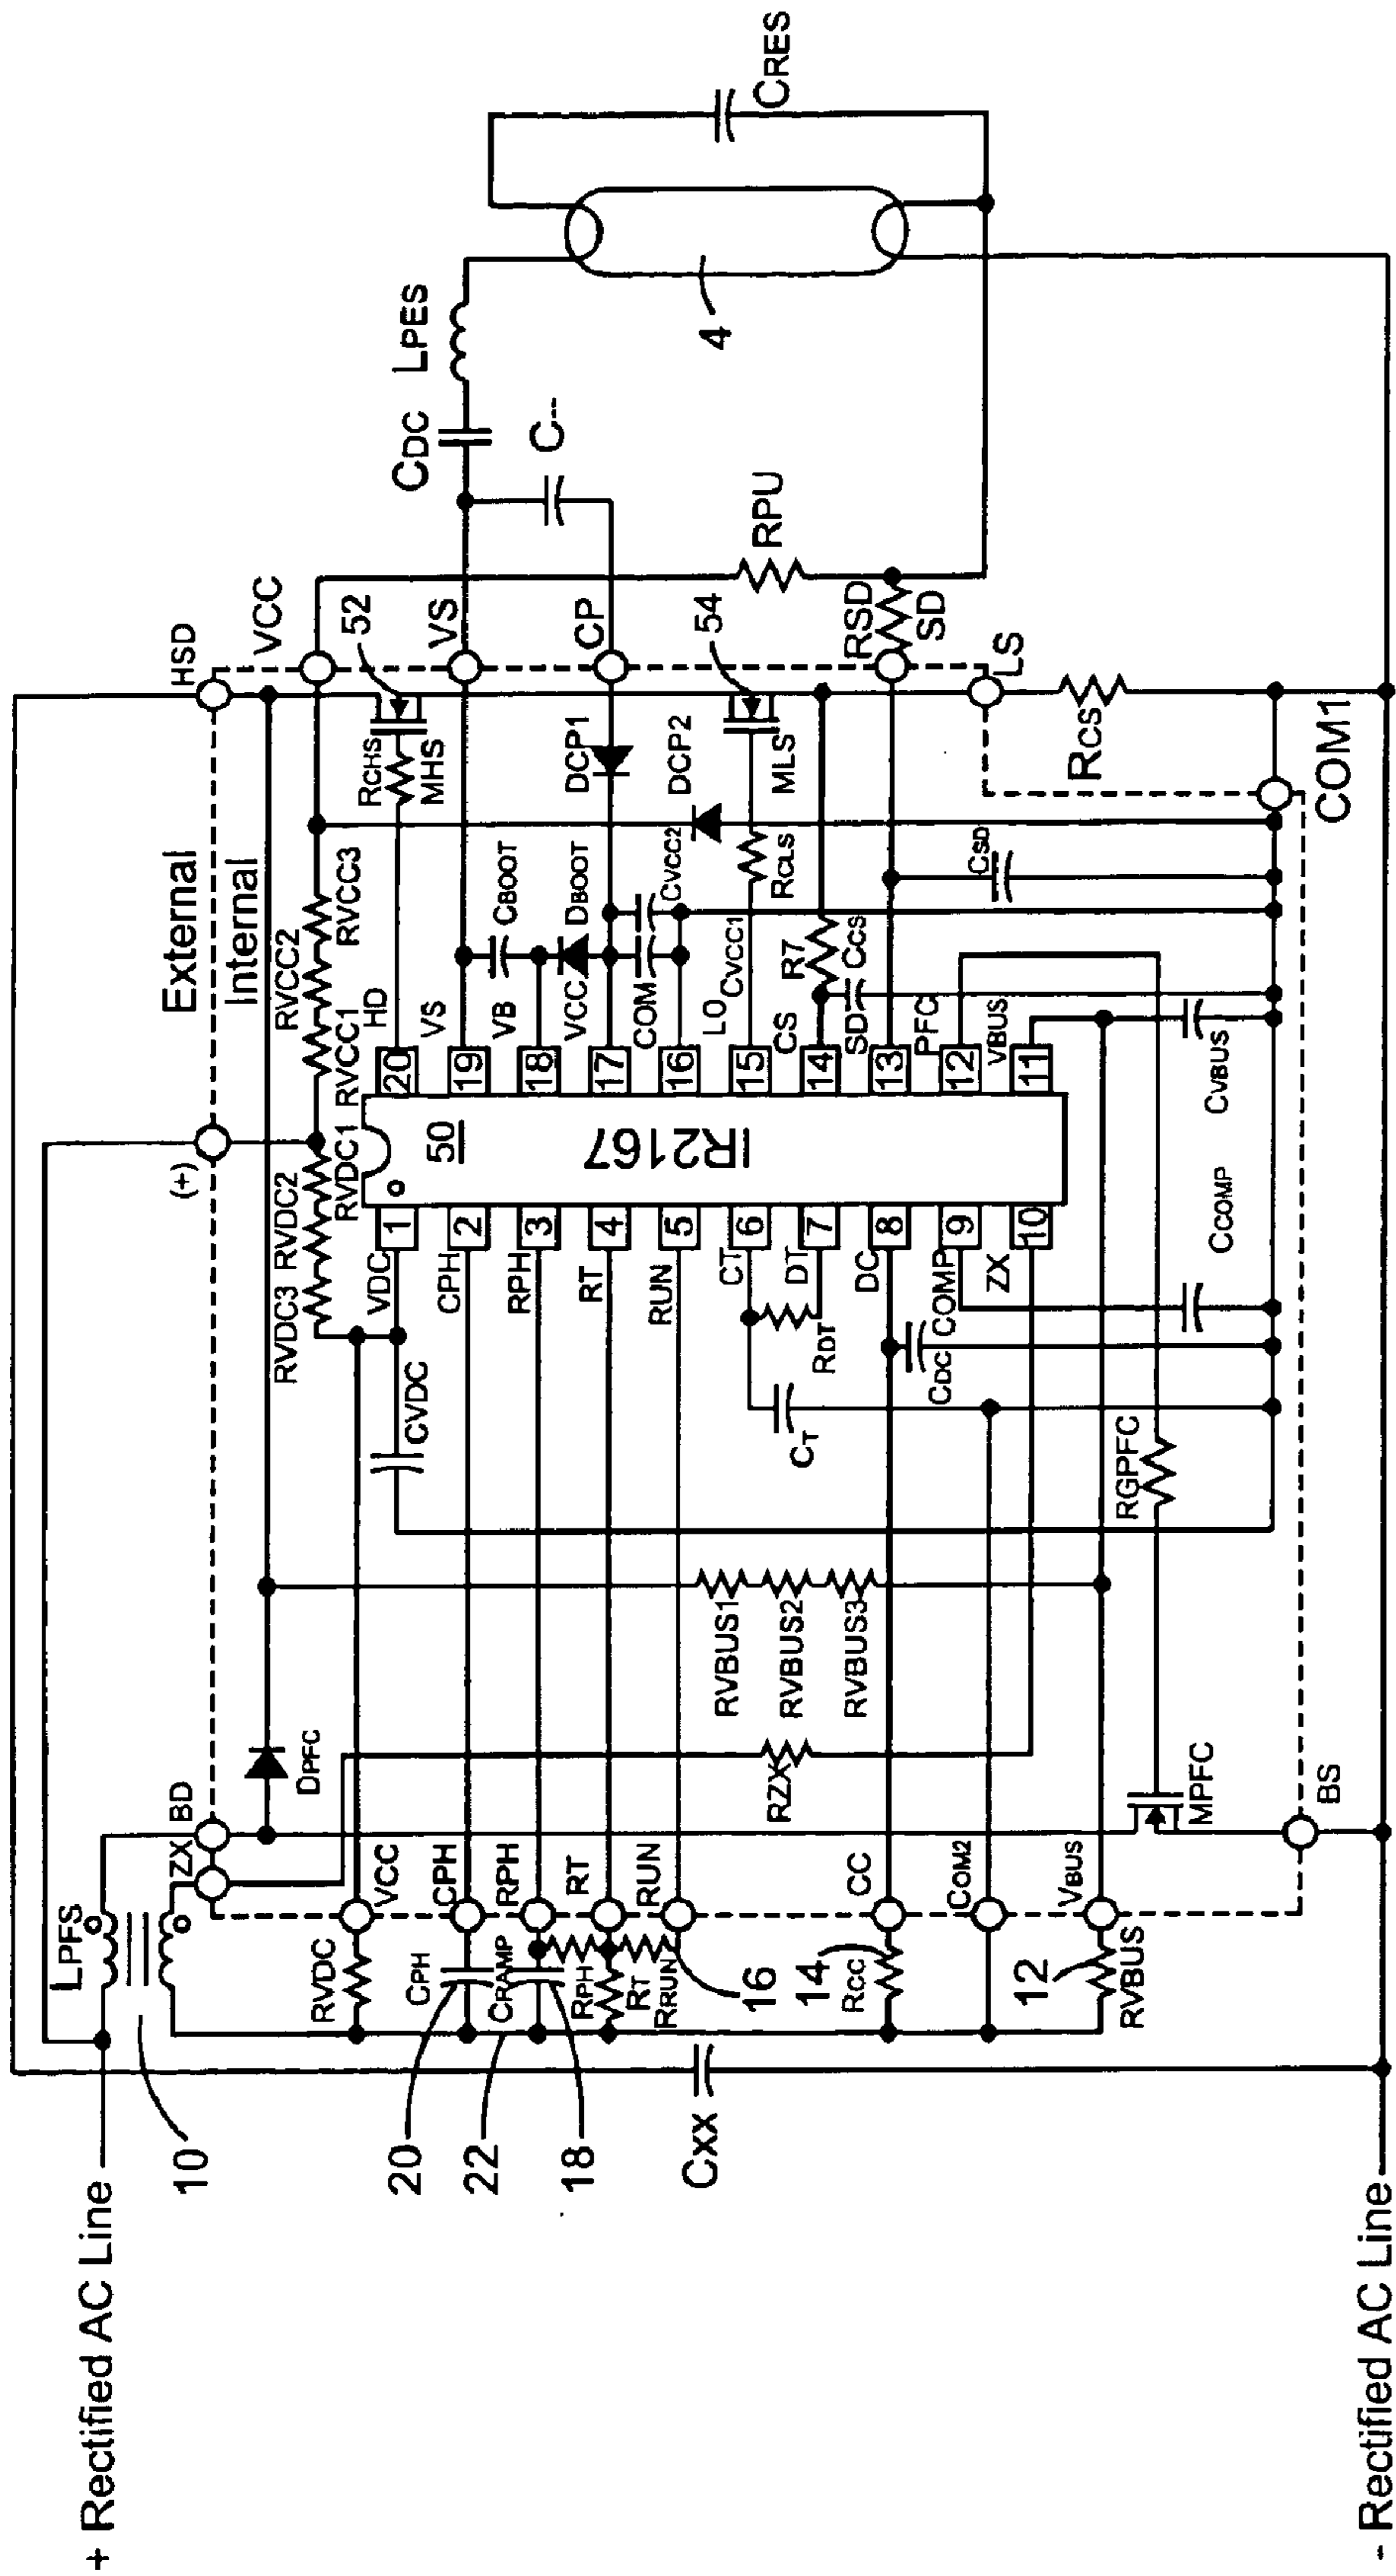 + Rectified AC Line
- Rectified AC Line
10
LPFS
ZX
BD
(+)
HSD
External
Internal
VCC
DPFC
RVDC3
RVDC2
RVDC1
RVCC1
RVCC2
RVCC3
RVDC
VCC
CVDC
VDC
1
20
HD
RCHS
MHS
52
20
CPH
CPH
CPH
2
19
VS
VS
CDC
LPES
22
CRAMP
RPH
RPH
3
18
VB
CBOOT
DBOOT
18
RPH
RT
RT
RT
4
17
VCC
DCP1
CP
C--
16
RRUN
RUN
RUN
5
16
COM
CVCC2
DCP2
50
IR2167
CXX
CT
6
15
LO
CVCC1
RCLS
MLS
54
RPU
4
CRES
RVBUS1
RVBUS2
RVBUS3
RZX
CT
RDT
DT
7
14
CS
R7
CCS
14
RCC
CC
DC
8
13
SD
RSD
SD
CDC
COMP
9
12
PFC
CSD
LS
COM2
ZX
10
11
VBUS
RCS
12
RVBUS
VBUS
RGPFC
CCOMP
CVBUS
MPFC
BS
COM1